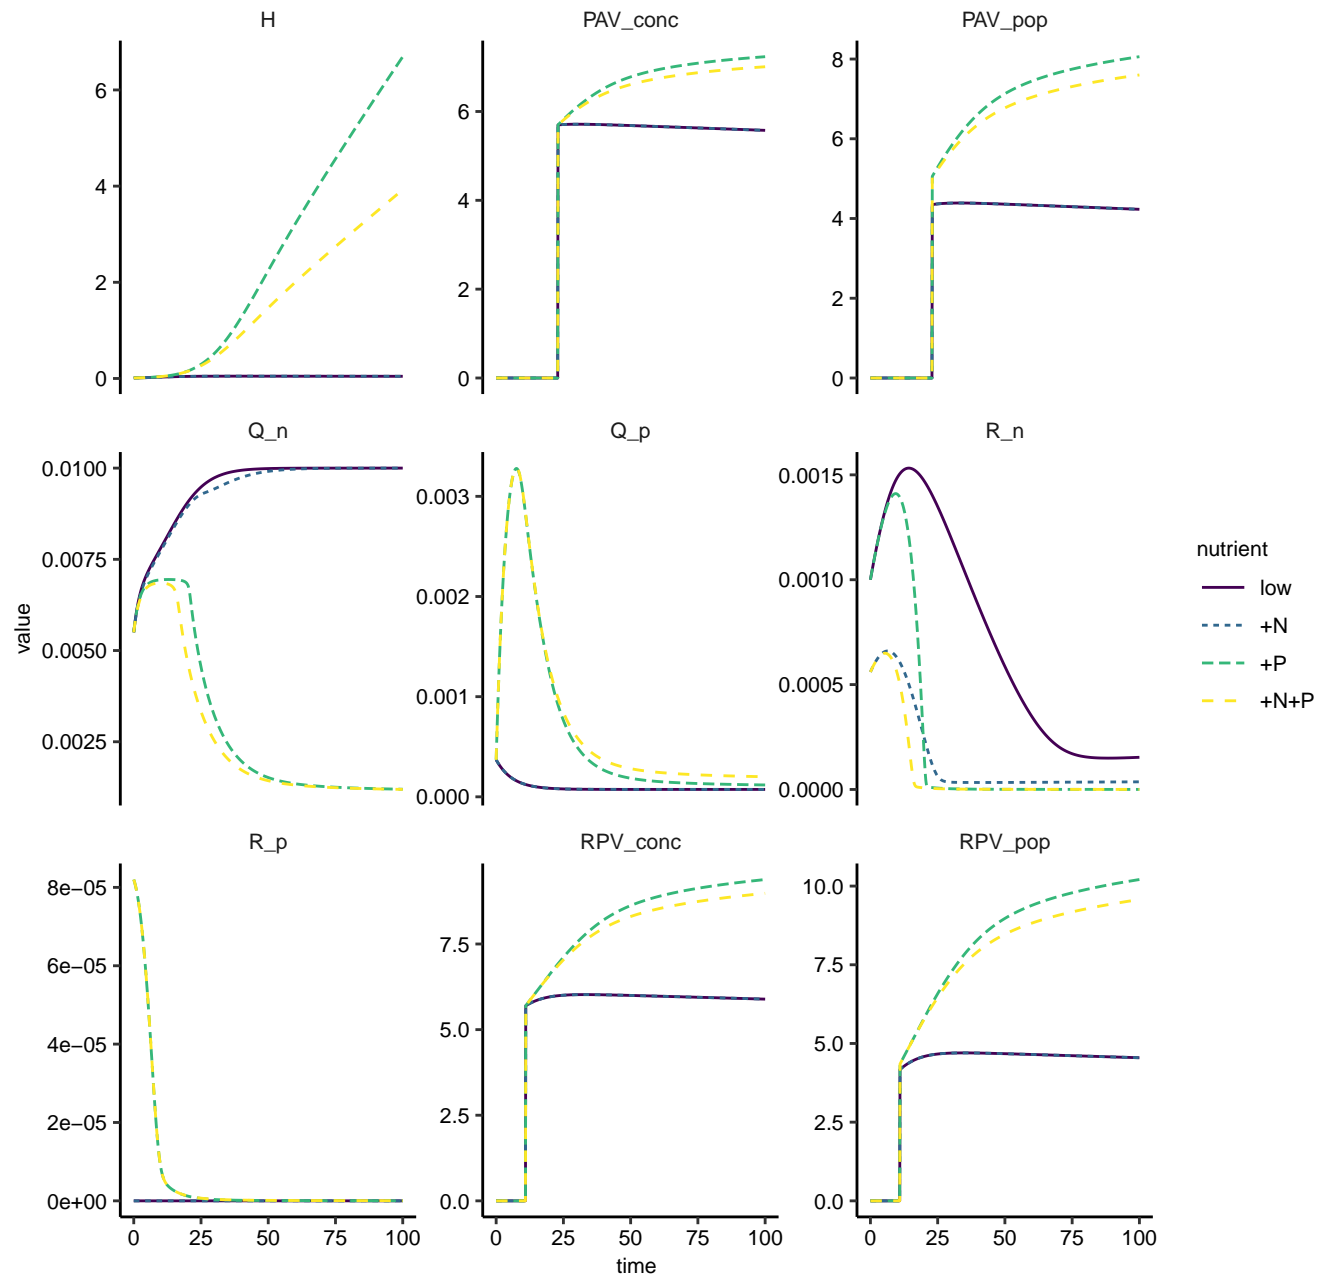 H PAV_conc PAV_pop
6
4
2
0
6
4
2
0
8
6
4
2
0
Q_n Q_p R_n
0.0100
0.0075
0.0050
0.0025
0.003
0.002
0.001
0.000
0.0015
0.0010
0.0005
0.0000
value
R_p RPV_conc RPV_pop
8e−05
6e−05
4e−05
2e−05
0e+00
7.5
5.0
2.5
0.0
10.0
7.5
5.0
2.5
0.0
0 25 50 75 100 0 25 50 75 100 0 25 50 75 100
time
nutrient
low
+N
+P
+N+P